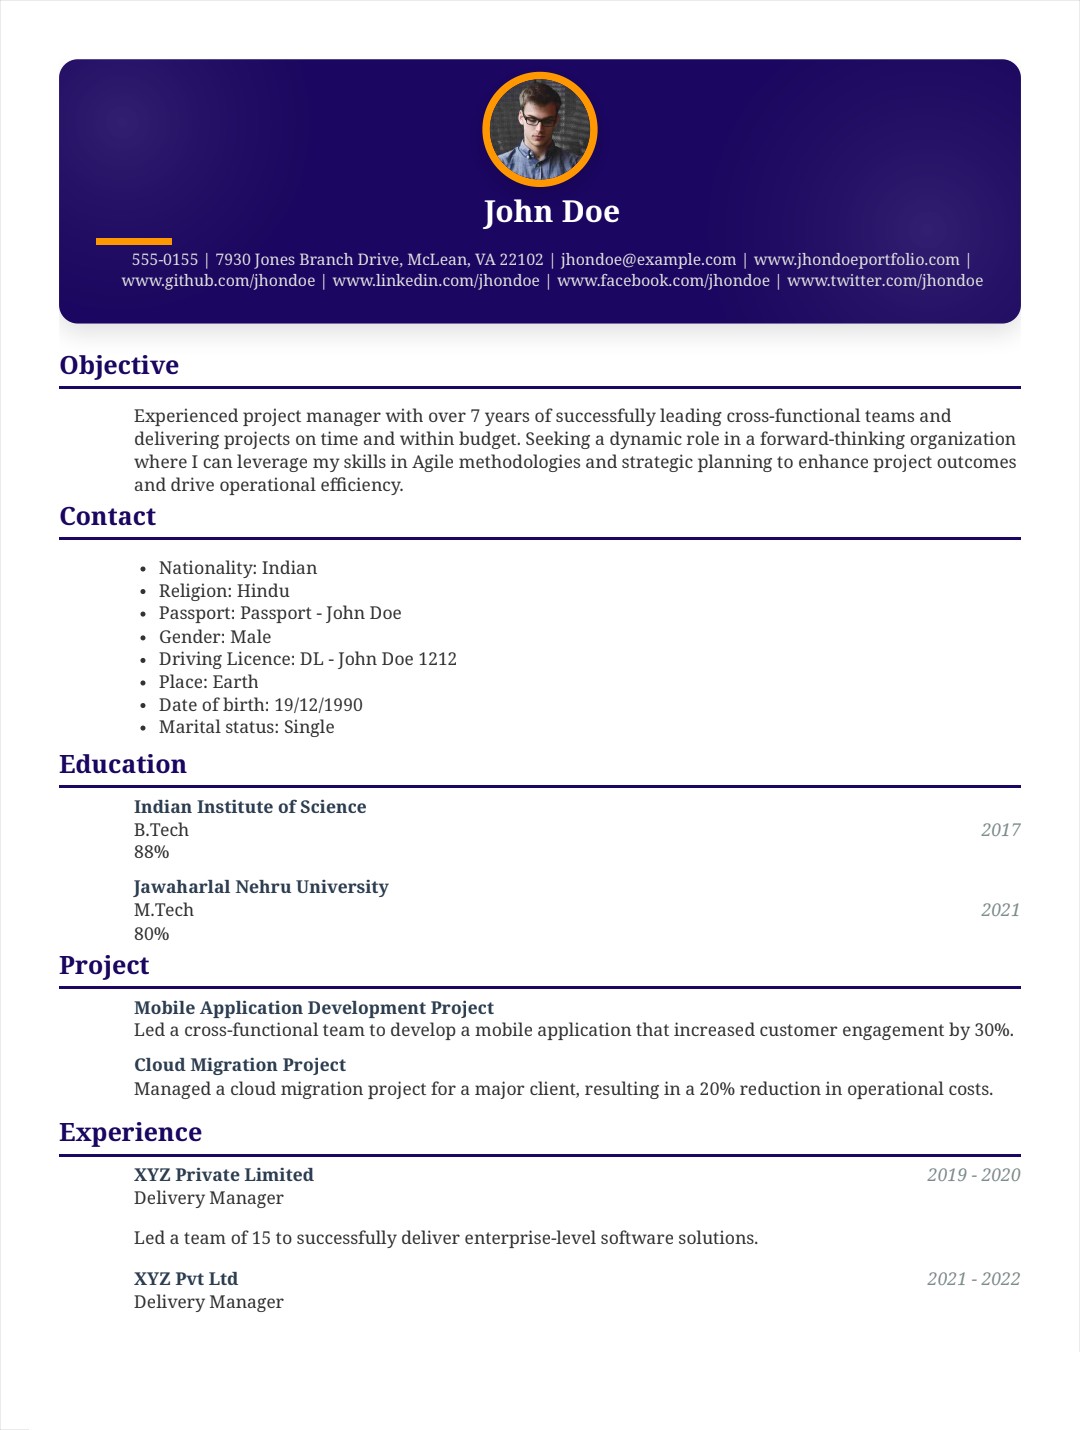 John Doe
555-0155 | 7930 Jones Branch Drive, McLean, VA 22102 | jhondoe@example.com | www.jhondoeportfolio.com |
www.github.com/jhondoe | www.linkedin.com/jhondoe | www.facebook.com/jhondoe | www.twitter.com/jhondoe
Objective
Experienced project manager with over 7 years of successfully leading cross-functional teams and
delivering projects on time and within budget. Seeking a dynamic role in a forward-thinking organization
where I can leverage my skills in Agile methodologies and strategic planning to enhance project outcomes
and drive operational efficiency.
Contact
• Nationality: Indian
• Religion: Hindu
• Passport: Passport - John Doe
• Gender: Male
• Driving Licence: DL - John Doe 1212
• Place: Earth
• Date of birth: 19/12/1990
• Marital status: Single
Education
Indian Institute of Science
B.Tech 2017
88%
Jawaharlal Nehru University
M.Tech 2021
80%
Project
Mobile Application Development Project
Led a cross-functional team to develop a mobile application that increased customer engagement by 30%.
Cloud Migration Project
Managed a cloud migration project for a major client, resulting in a 20% reduction in operational costs.
Experience
XYZ Private Limited 2019 - 2020
Delivery Manager
Led a team of 15 to successfully deliver enterprise-level software solutions.
XYZ Pvt Ltd 2021 - 2022
Delivery Manager